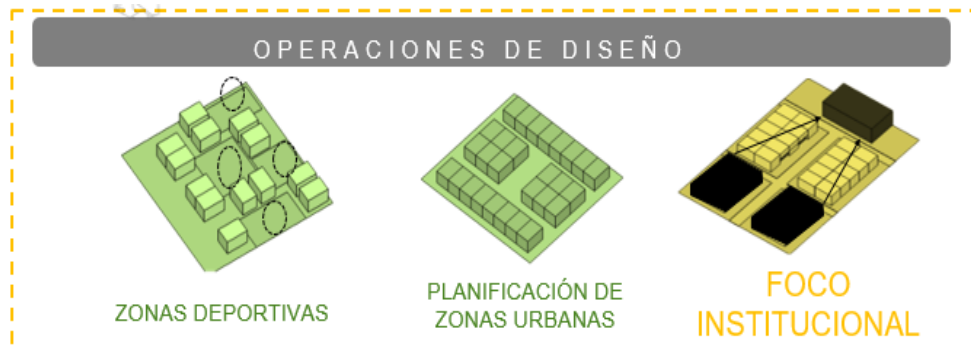 OPERACIONES DE DISEÑO
ZONAS DEPORTIVAS
PLANIFICACIÓN DE
ZONAS URBANAS
FOCO
INSTITUCIONAL